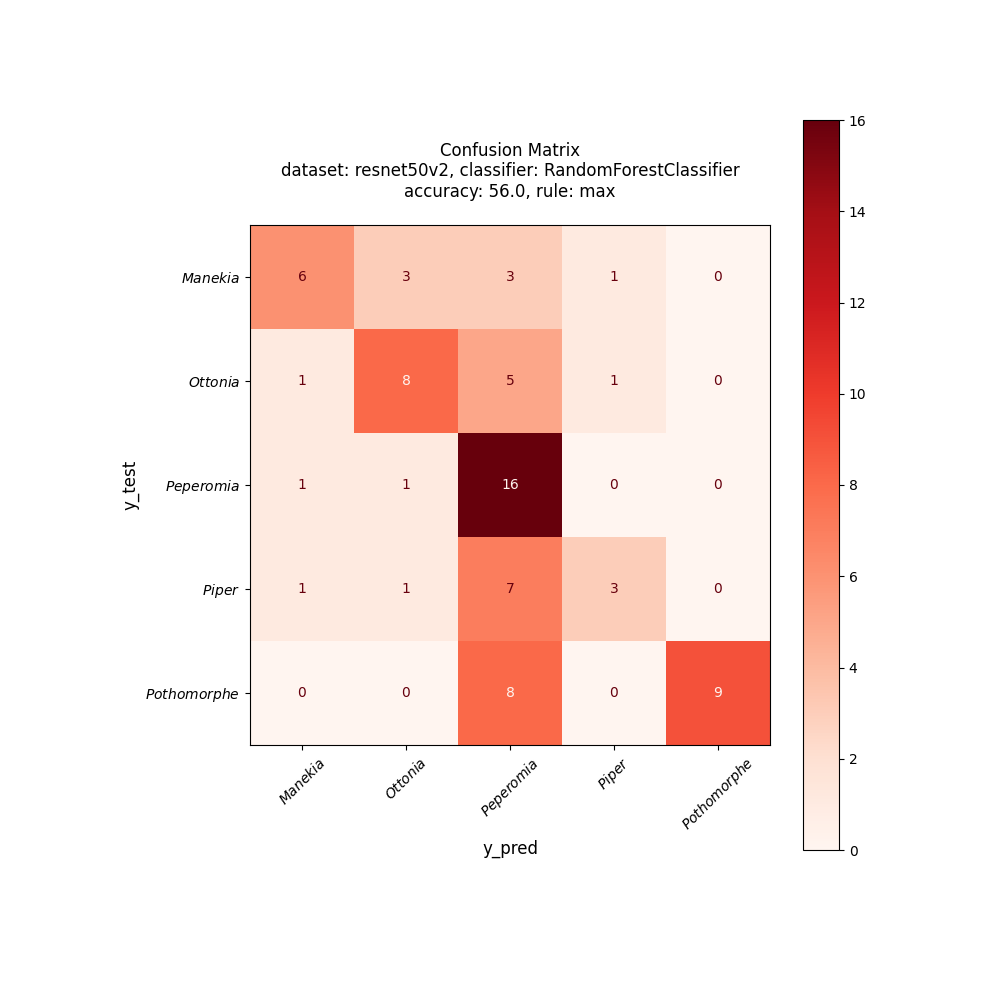 Confusion Matrix
dataset: resnet50v2, classifier: RandomForestClassifier
accuracy: 56.0, rule: max
Manekia 6 3 3 1 0
Ottonia 1 8 5 1 0
Peperomia 1 1 16 0 0
Piper 1 1 7 3 0
Pothomorphe 0 0 8 0 9
y_test
Manekia Ottonia Peperomia Piper Pothomorphe
y_pred
16
14
12
10
8
6
4
2
0